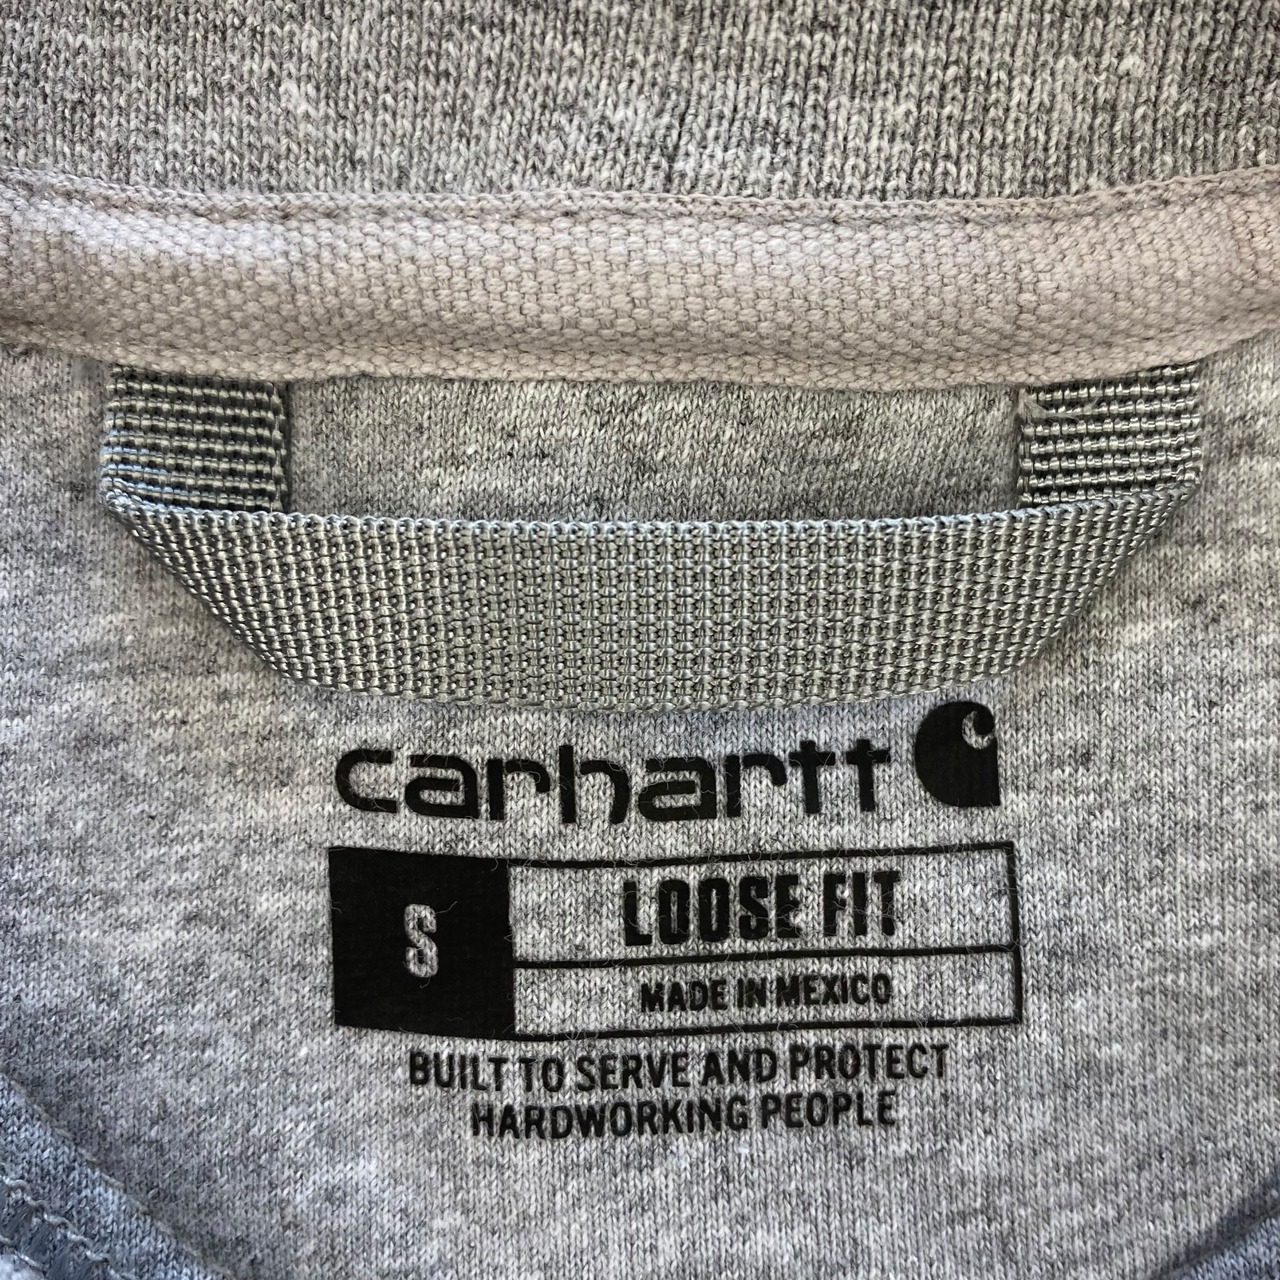 carhartt
S
LOOSE FIT
MADE IN MEXICO
BUILT TO SERVE AND PROTECT
HARDWORKING PEOPLE